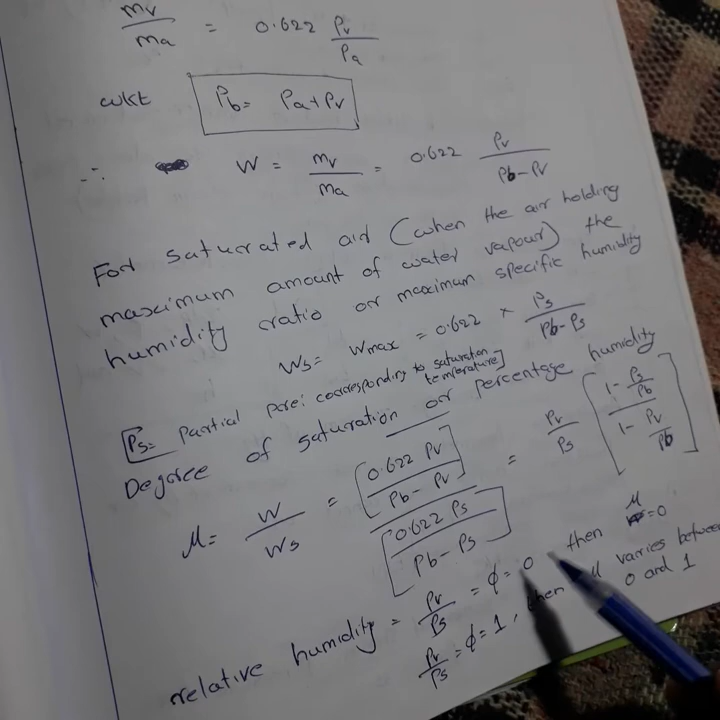 mv/ma = 0.622 Pv/Pa
wkt Pb = Pa + Pv
∴ W = mv/ma = 0.622 Pv/(Pb - Pv)
For saturated air (when the air holding
maximum amount of water vapour) the
humidity ratio or maximum specific humidity
Ws = Wmax = 0.622 × Ps/(Pb - Ps)
[Ps = Partial pre: corresponding to saturation temperature]
Degree of saturation or percentage humidity
μ = W/Ws = [0.622 Pv/(Pb - Pv)]/[0.622 Ps/(Pb - Ps)] = Pv/Ps [(1 - Ps/Pb)/(1 - Pv/Pb)]
relative humidity = Pv/Ps = ϕ = 0, then μ = 0
Pv/Ps = ϕ = 1, then μ varies between
0 and 1